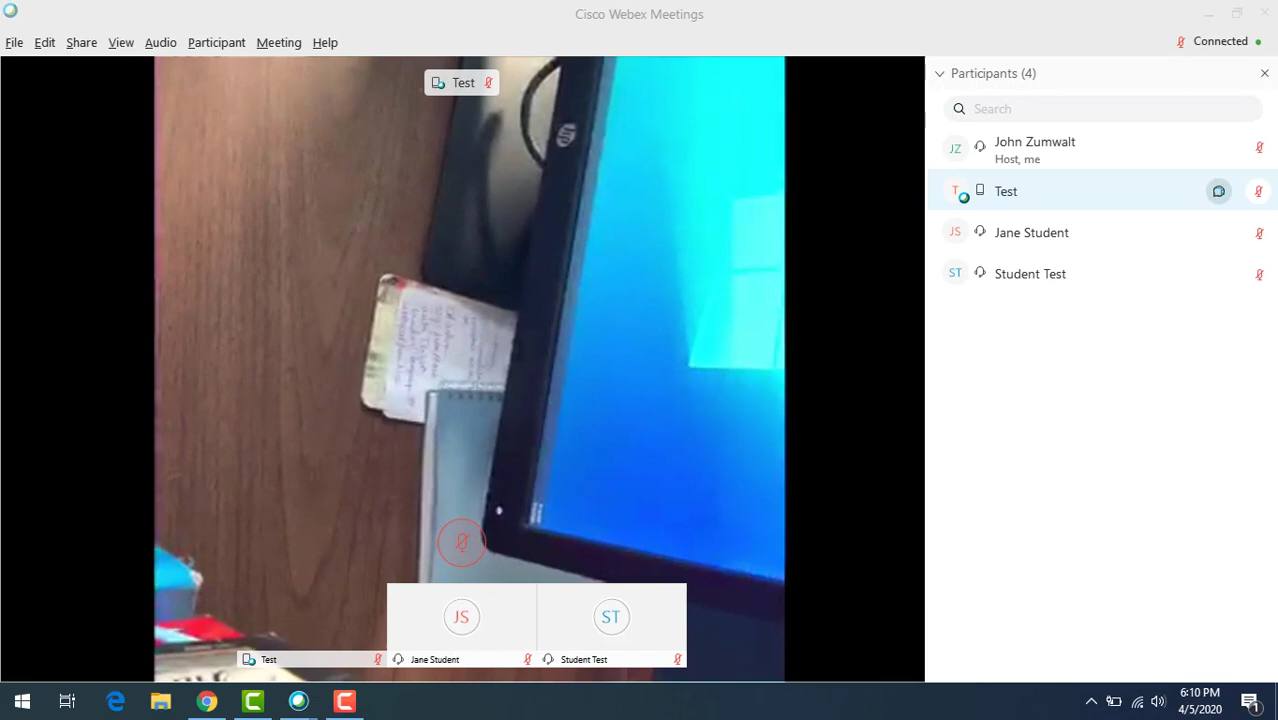 Cisco Webex Meetings
File Edit Share View Audio Participant Meeting Help
Connected
Test
Participants (4)
Search
JZ John Zumwalt
Host, me
T Test
JS Jane Student
ST Student Test
hp
JS ST
Test Jane Student Student Test
6:10 PM
4/5/2020
1